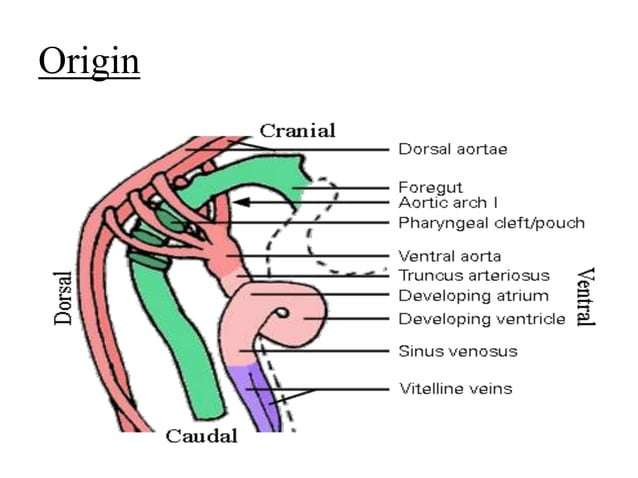 Origin
Cranial
Dorsal aortae
Foregut
Aortic arch I
Pharyngeal cleft/pouch
Ventral aorta
Truncus arteriosus
Developing atrium
Developing ventricle
Sinus venosus
Vitelline veins
Dorsal
Ventral
Caudal